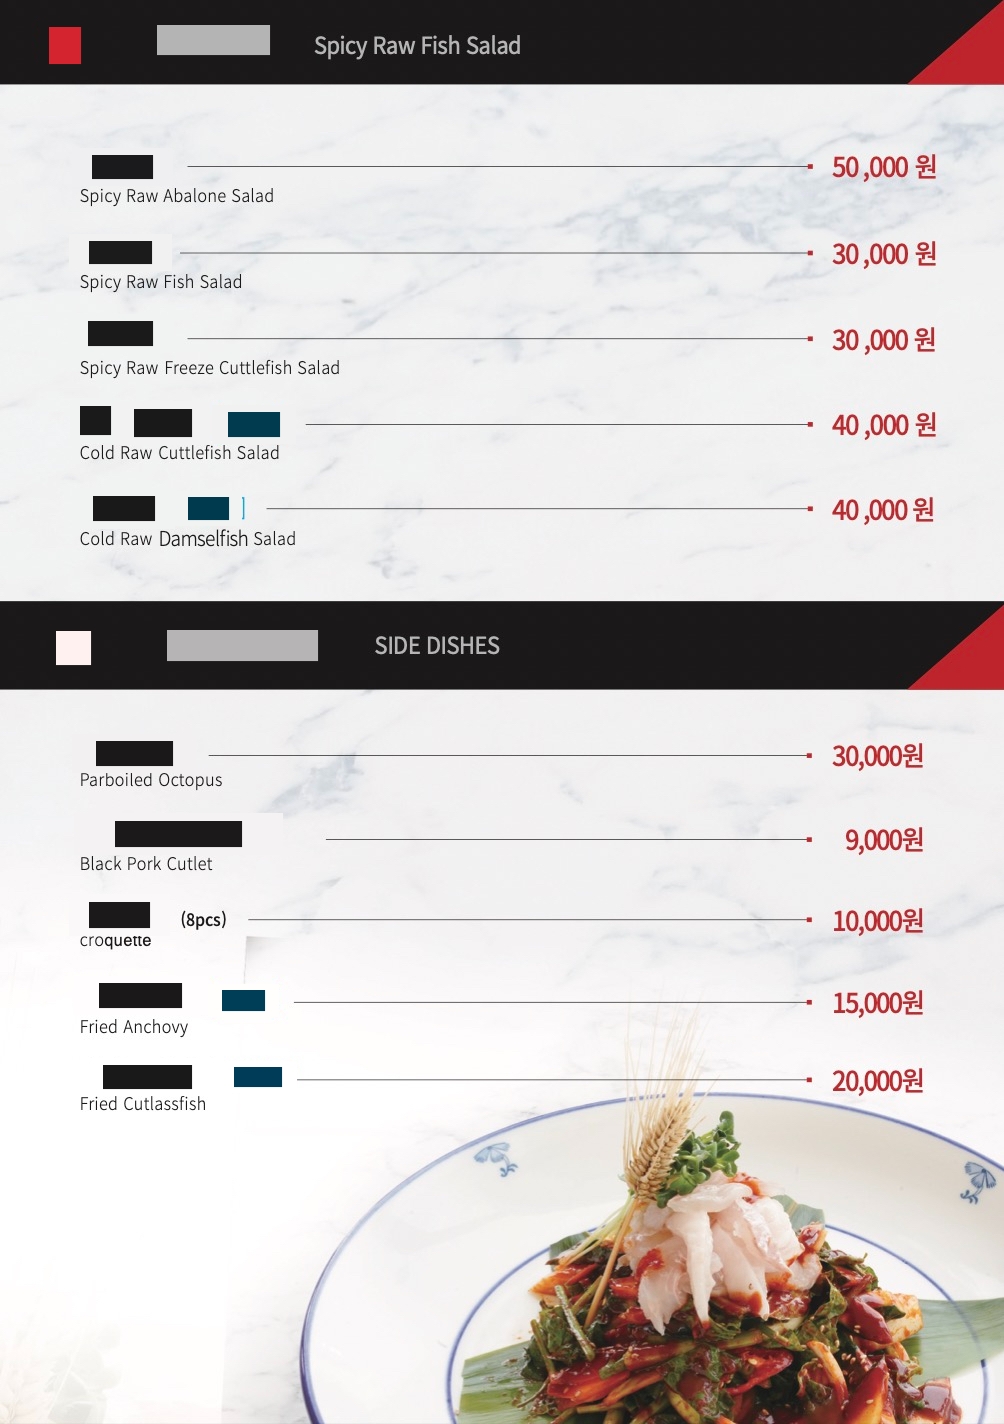 Spicy Raw Fish Salad
50 ,000 원
Spicy Raw Abalone Salad
30 ,000 원
Spicy Raw Fish Salad
30 ,000 원
Spicy Raw Freeze Cuttlefish Salad
40 ,000 원
Cold Raw Cuttlefish Salad
40 ,000 원
Cold Raw Damselfish Salad
SIDE DISHES
30,000원
Parboiled Octopus
9,000원
Black Pork Cutlet
(8pcs) 10,000원
croquette
15,000원
Fried Anchovy
20,000원
Fried Cutlassfish